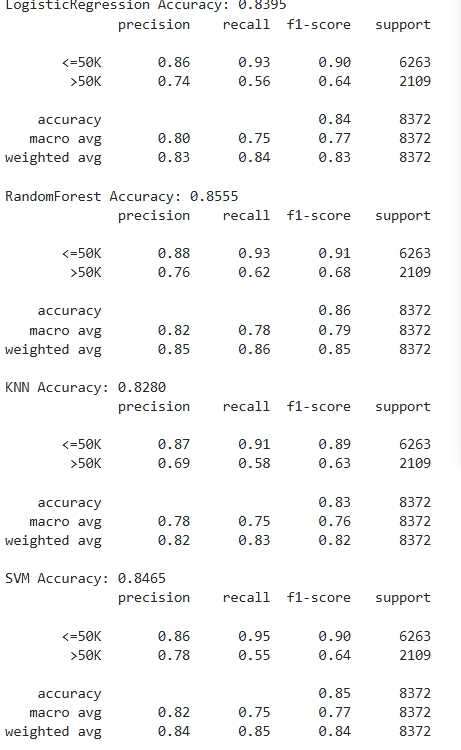 LogisticRegression Accuracy: 0.8395
precision recall f1-score support
<=50K 0.86 0.93 0.90 6263
>50K 0.74 0.56 0.64 2109
accuracy 0.84 8372
macro avg 0.80 0.75 0.77 8372
weighted avg 0.83 0.84 0.83 8372
RandomForest Accuracy: 0.8555
precision recall f1-score support
<=50K 0.88 0.93 0.91 6263
>50K 0.76 0.62 0.68 2109
accuracy 0.86 8372
macro avg 0.82 0.78 0.79 8372
weighted avg 0.85 0.86 0.85 8372
KNN Accuracy: 0.8280
precision recall f1-score support
<=50K 0.87 0.91 0.89 6263
>50K 0.69 0.58 0.63 2109
accuracy 0.83 8372
macro avg 0.78 0.75 0.76 8372
weighted avg 0.82 0.83 0.82 8372
SVM Accuracy: 0.8465
precision recall f1-score support
<=50K 0.86 0.95 0.90 6263
>50K 0.78 0.55 0.64 2109
accuracy 0.85 8372
macro avg 0.82 0.75 0.77 8372
weighted avg 0.84 0.85 0.84 8372